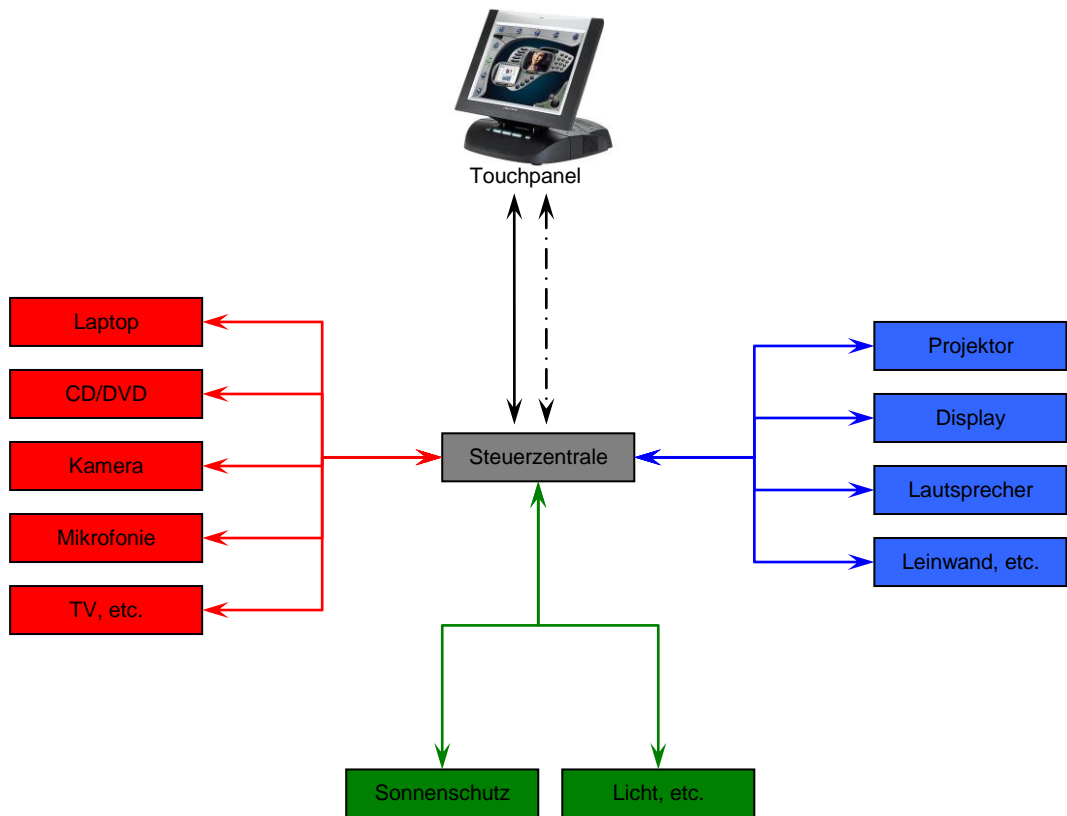 Touchpanel
Laptop
CD/DVD
Kamera
Mikrofonie
TV, etc.
Steuerzentrale
Projektor
Display
Lautsprecher
Leinwand, etc.
Sonnenschutz
Licht, etc.